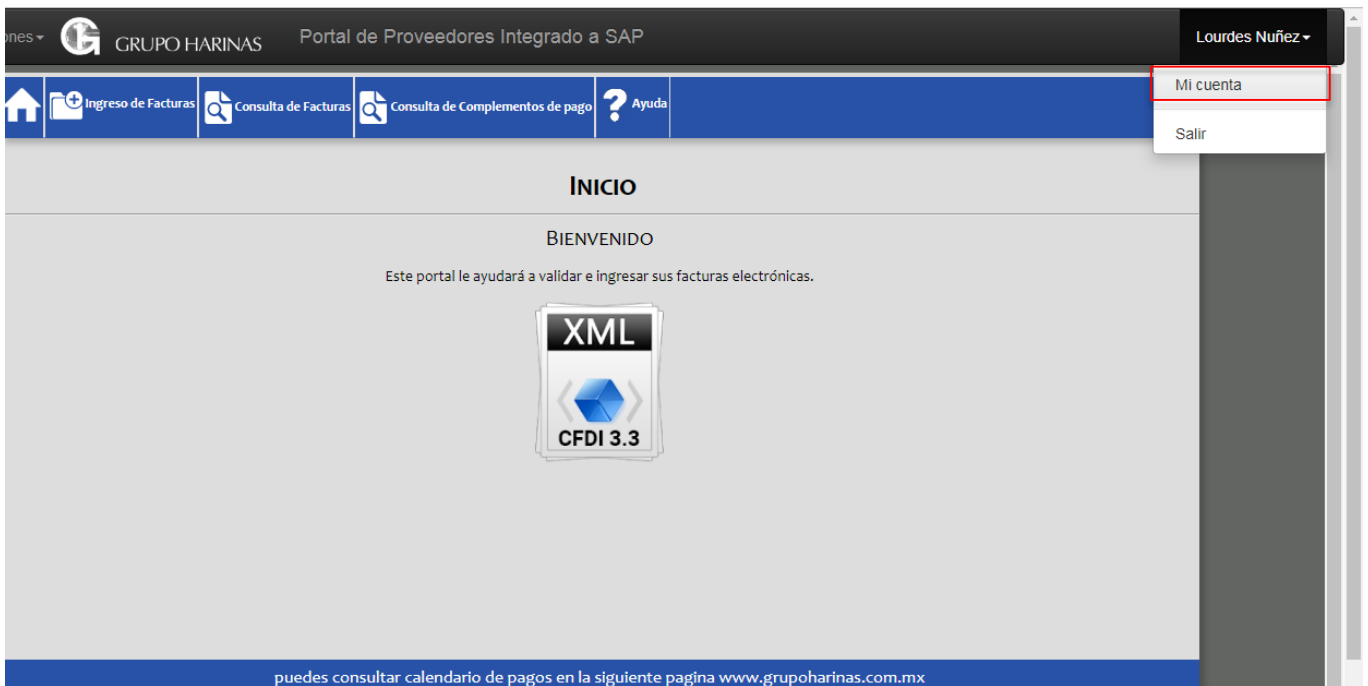 GRUPO HARINAS
Portal de Proveedores Integrado a SAP
Lourdes Nuñez
Mi cuenta
Salir
Ingreso de Facturas
Consulta de Facturas
Consulta de Complementos de pago
Ayuda
INICIO
BIENVENIDO
Este portal le ayudará a validar e ingresar sus facturas electrónicas.
XML
CFDI 3.3
puedes consultar calendario de pagos en la siguiente pagina www.grupoharinas.com.mx